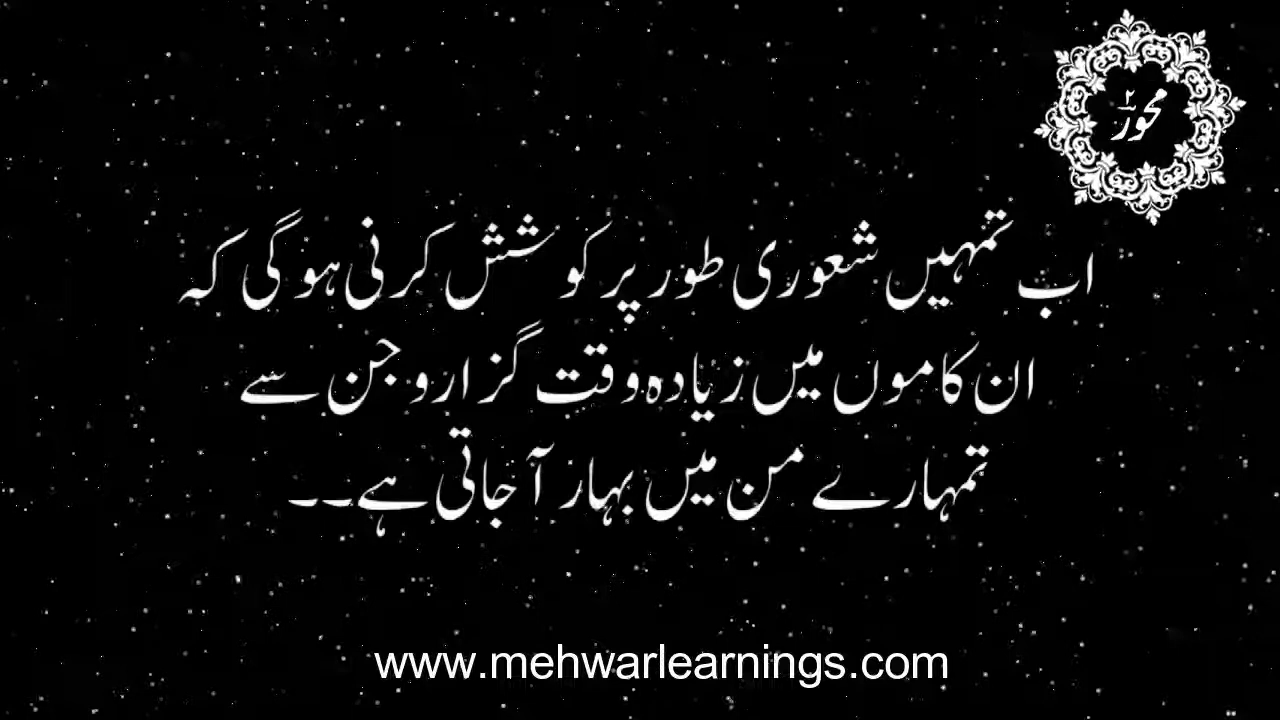 محور
اب تمہیں شعوری طور پر کوشش کرنی ہوگی کہ
ان کاموں میں زیادہ وقت گزارو جن سے
تمہارے من میں بہار آ جاتی ہے۔۔
www.mehwarlearnings.com